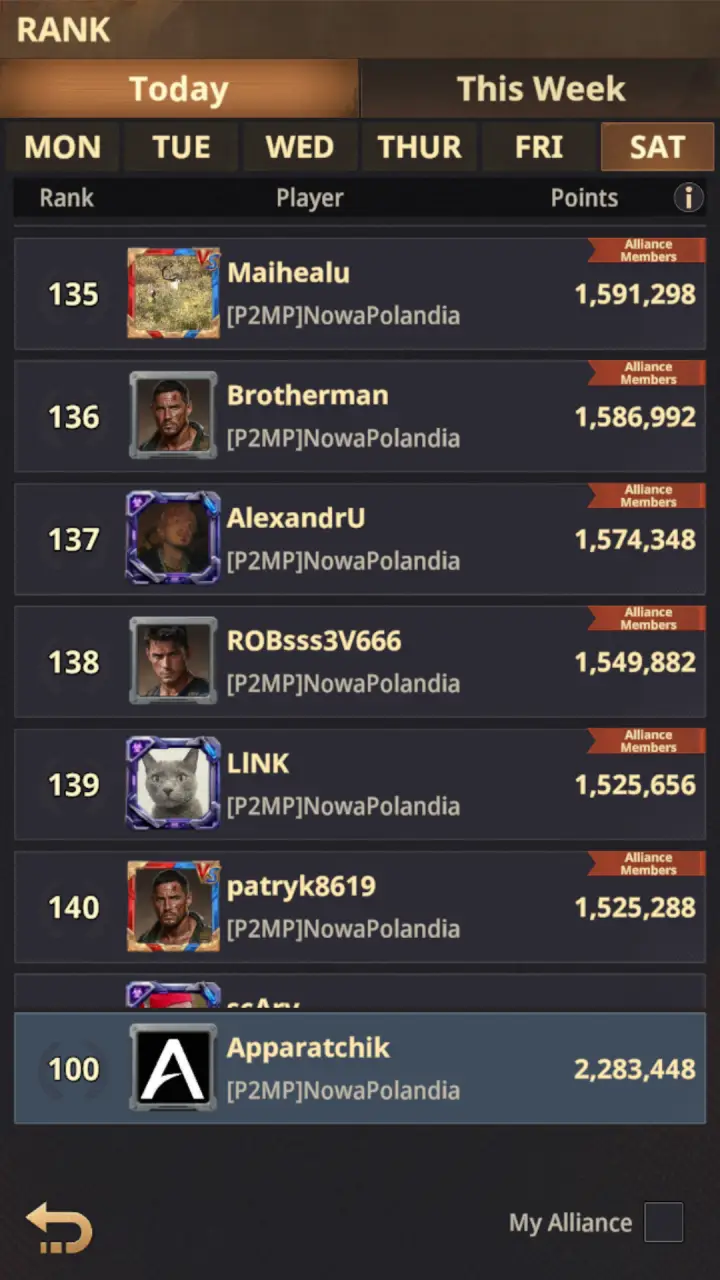 RANK
Today
This Week
MON
TUE
WED
THUR
FRI
SAT
Rank
Player
Points
i
Alliance
Members
135
VS
Maihealu
[P2MP]NowaPolandia
1,591,298
Alliance
Members
136
Brotherman
[P2MP]NowaPolandia
1,586,992
Alliance
Members
137
AlexandrU
[P2MP]NowaPolandia
1,574,348
Alliance
Members
138
ROBsss3V666
[P2MP]NowaPolandia
1,549,882
Alliance
Members
139
LlNK
[P2MP]NowaPolandia
1,525,656
Alliance
Members
140
VS
patryk8619
[P2MP]NowaPolandia
1,525,288
100
A
Apparatchik
[P2MP]NowaPolandia
2,283,448
My Alliance